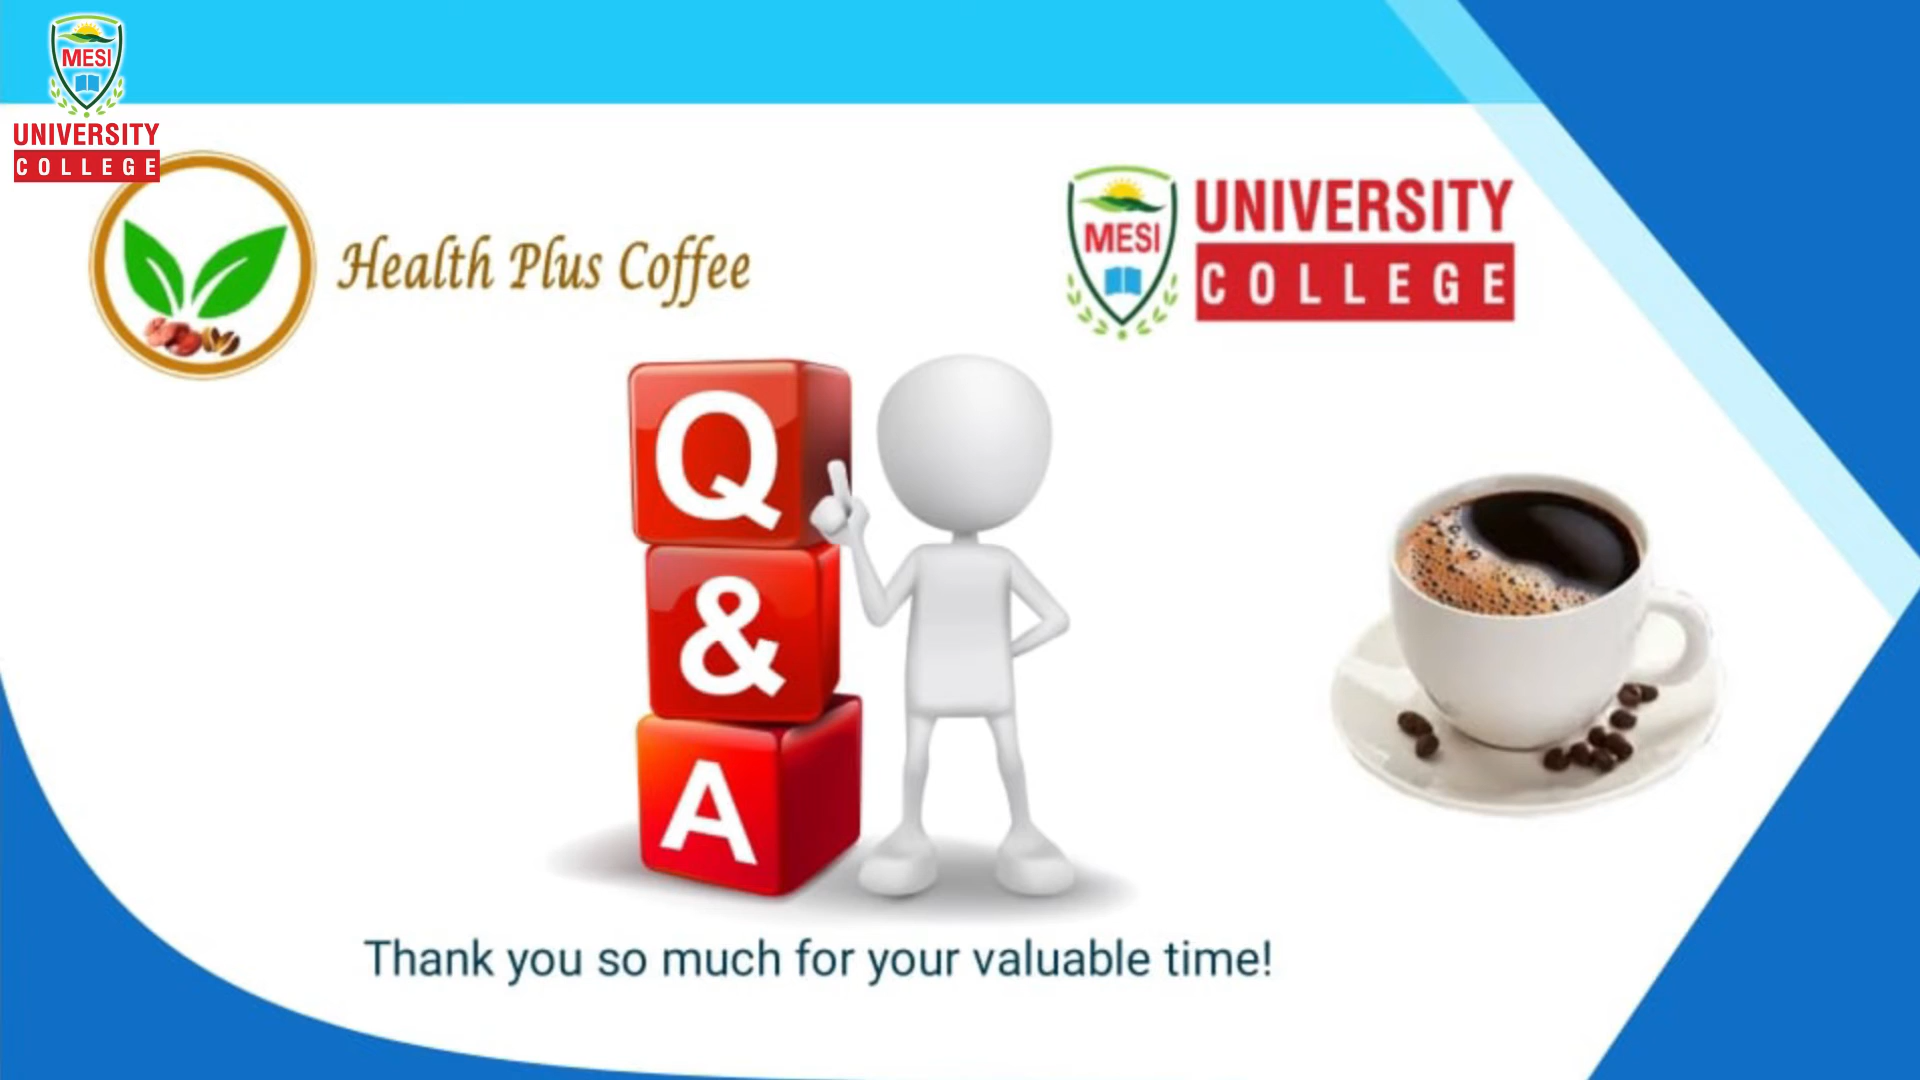 MESI
UNIVERSITY
COLLEGE
Health Plus Coffee
MESI
UNIVERSITY
COLLEGE
Q
&
A
Thank you so much for your valuable time!